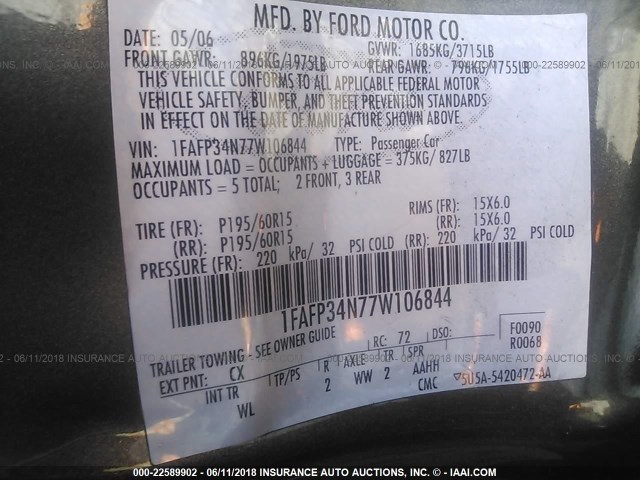 MFD. BY FORD MOTOR CO.
DATE: 05/06 GVWR: 1685KG/3715LB
FRONT GAWR: 896KG/1975LB REAR GAWR: 796KG/1755LB
THIS VEHICLE CONFORMS TO ALL APPLICABLE FEDERAL MOTOR
VEHICLE SAFETY, BUMPER, AND THEFT PREVENTION STANDARDS
IN EFFECT ON THE DATE OF MANUFACTURE SHOWN ABOVE.
VIN: 1FAFP34N77W106844 TYPE: Passenger Car
MAXIMUM LOAD = OCCUPANTS + LUGGAGE = 375KG/ 827LB
OCCUPANTS = 5 TOTAL; 2 FRONT, 3 REAR
TIRE (FR): P195/60R15 RIMS (FR): 15X6.0
(RR): P195/60R15 (RR): 15X6.0
PRESSURE (FR): 220 kPa/ 32 PSI COLD (RR): 220 kPa/ 32 PSI COLD
1FAFP34N77W106844
TRAILER TOWING - SEE OWNER GUIDE RC: 72 DSO: F0090
R0068
EXT PNT: CX INT TR TP/PS R AXLE TR SPR
WL 2 WW 2 AAHH
CMC 5U5A-5420472-AA
000-22589902 - 06/11/2018 INSURANCE AUTO AUCTIONS INC. - IAAI.COM